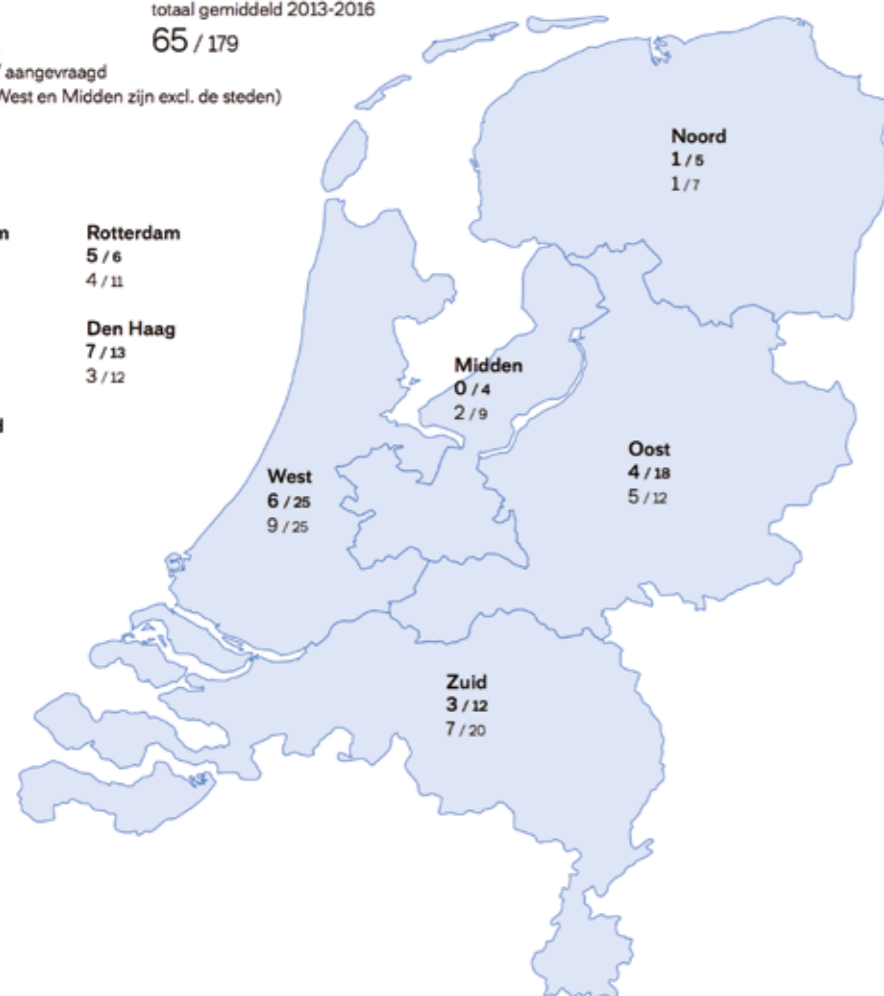 totaal gemiddeld 2013-2016
65 / 179
/ aangevraagd
West en Midden zijn excl. de steden)
Noord
1 / 5
1 / 7
m
Rotterdam
5 / 6
4 / 11
Den Haag
7 / 13
3 / 12
Midden
0 / 4
2 / 9
Oost
4 / 18
5 / 12
West
6 / 25
9 / 25
Zuid
3 / 12
7 / 20